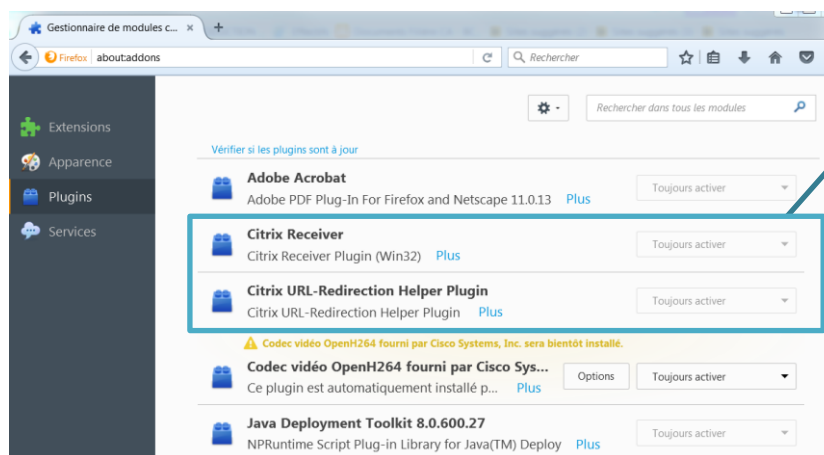 Gestionnaire de modules c... × +
Firefox about:addons Rechercher
Rechercher dans tous les modules
Extensions
Apparence
Plugins
Services
Vérifier si les plugins sont à jour
Adobe Acrobat
Adobe PDF Plug-In For Firefox and Netscape 11.0.13 Plus
Toujours activer
Citrix Receiver
Citrix Receiver Plugin (Win32) Plus
Toujours activer
Citrix URL-Redirection Helper Plugin
Citrix URL-Redirection Helper Plugin Plus
Toujours activer
Codec vidéo OpenH264 fourni par Cisco Systems, Inc. sera bientôt installé.
Codec vidéo OpenH264 fourni par Cisco Sys...
Ce plugin est automatiquement installé p... Plus
Options
Toujours activer
Java Deployment Toolkit 8.0.600.27
NPRuntime Script Plug-in Library for Java(TM) Deploy Plus
Toujours activer